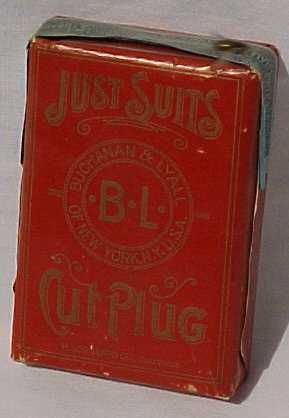 JUST SUITS
BUCHANAN & LYALL
B·L·
OF NEW YORK, N.Y. U.S.A.
Cut Plug